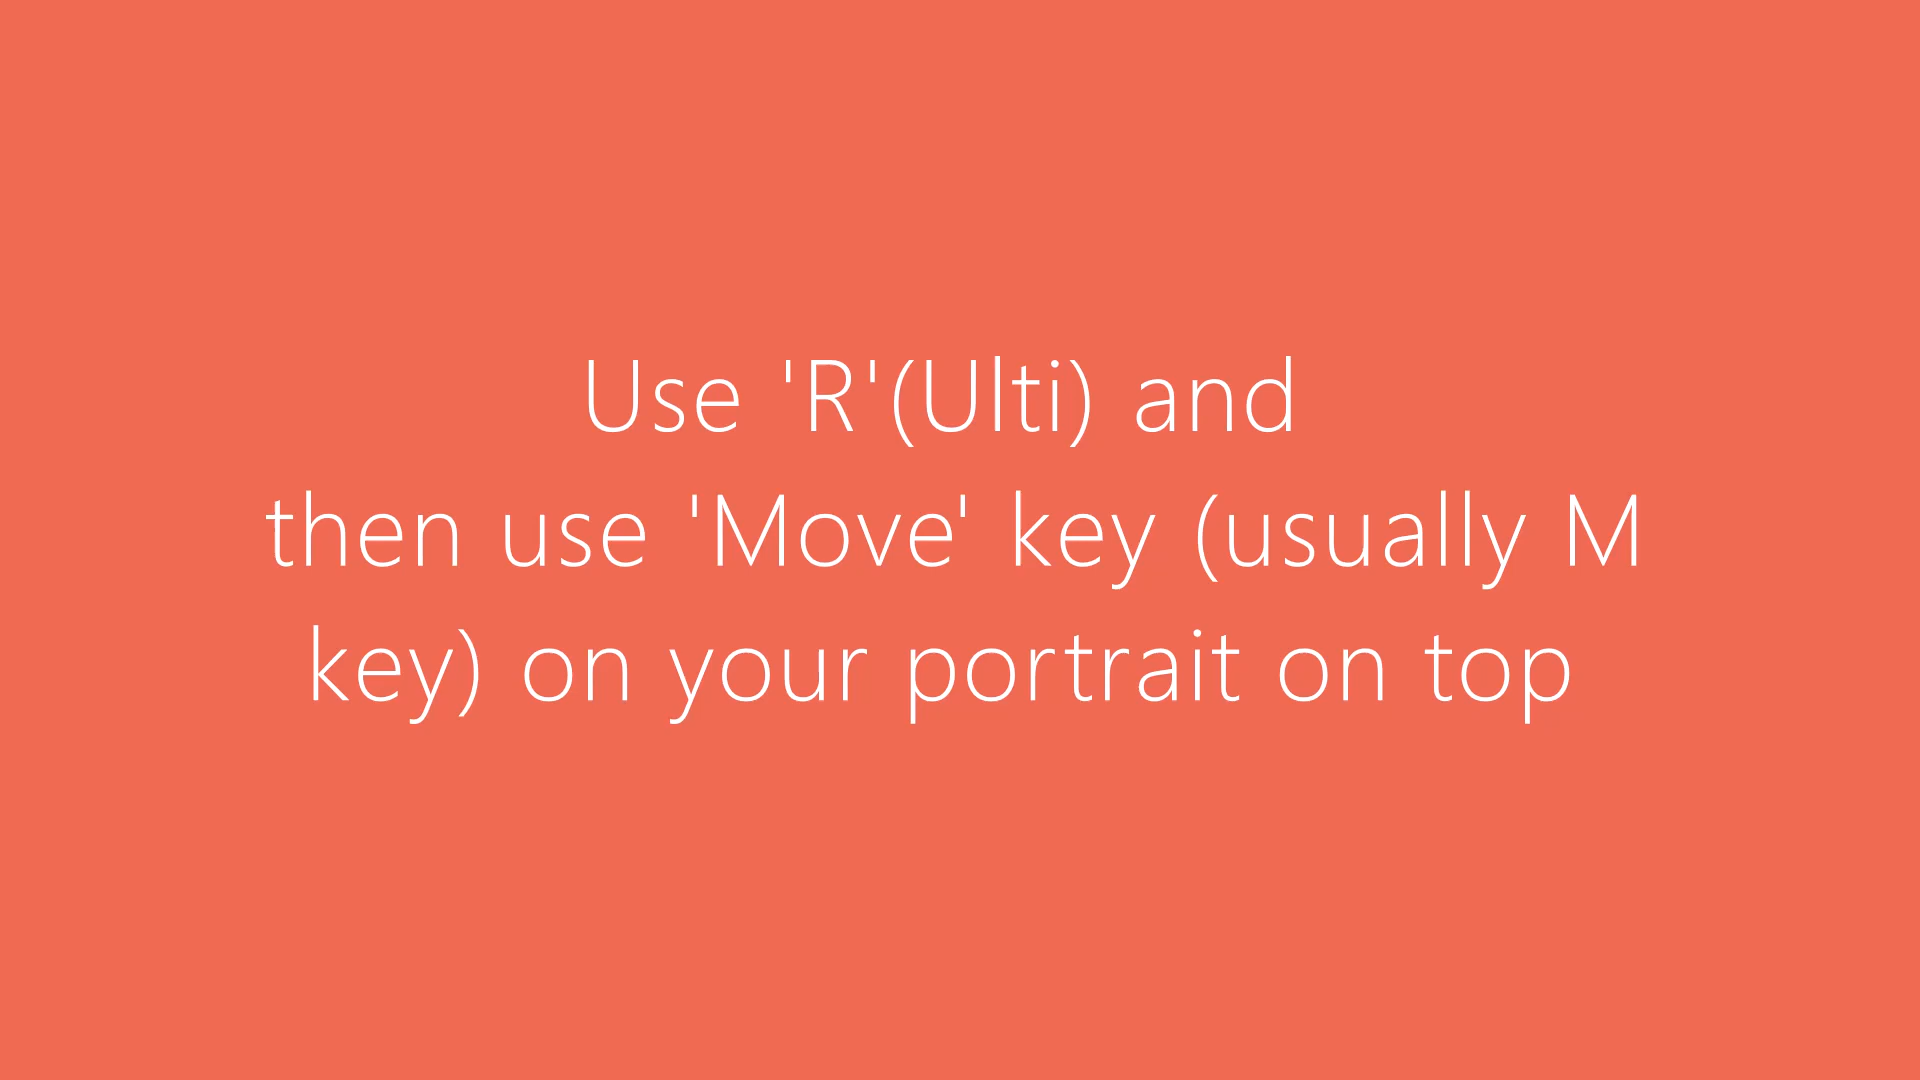 Use 'R'(Ulti) and
then use 'Move' key (usually M
key) on your portrait on top